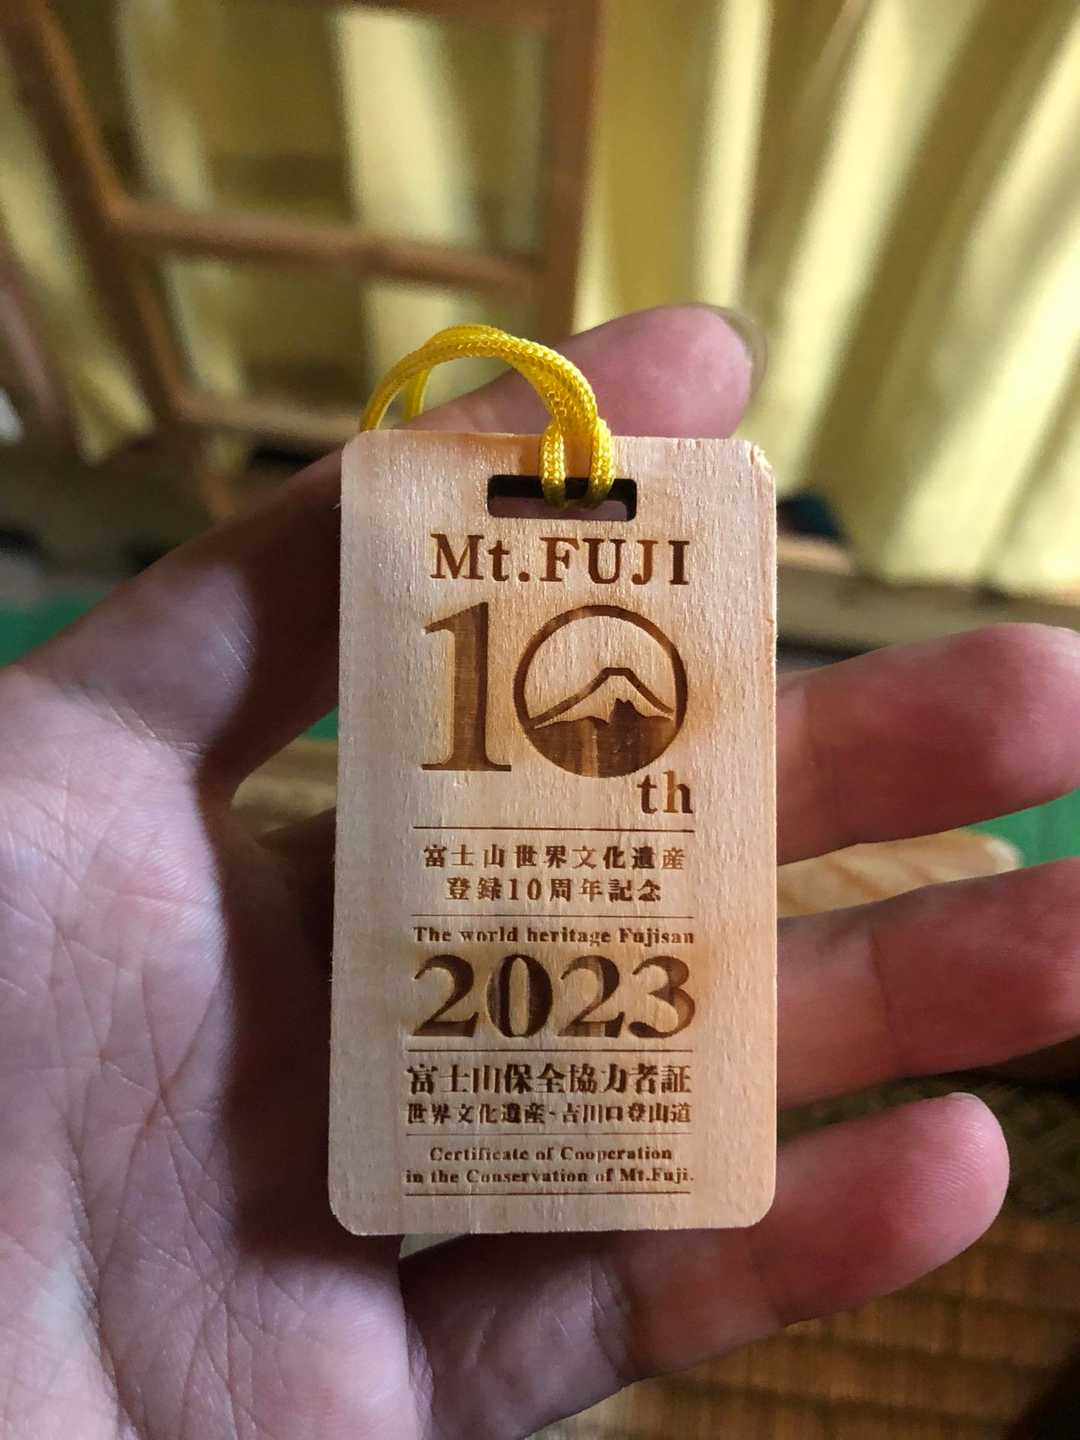 Mt.FUJI
10
th
富士山世界文化遺産
登録10周年記念
The world heritage Fujisan
2023
富士山保全協力者証
世界文化遺産・吉川口登山道
Certificate of Cooperation
in the Conservation of Mt.Fuji.